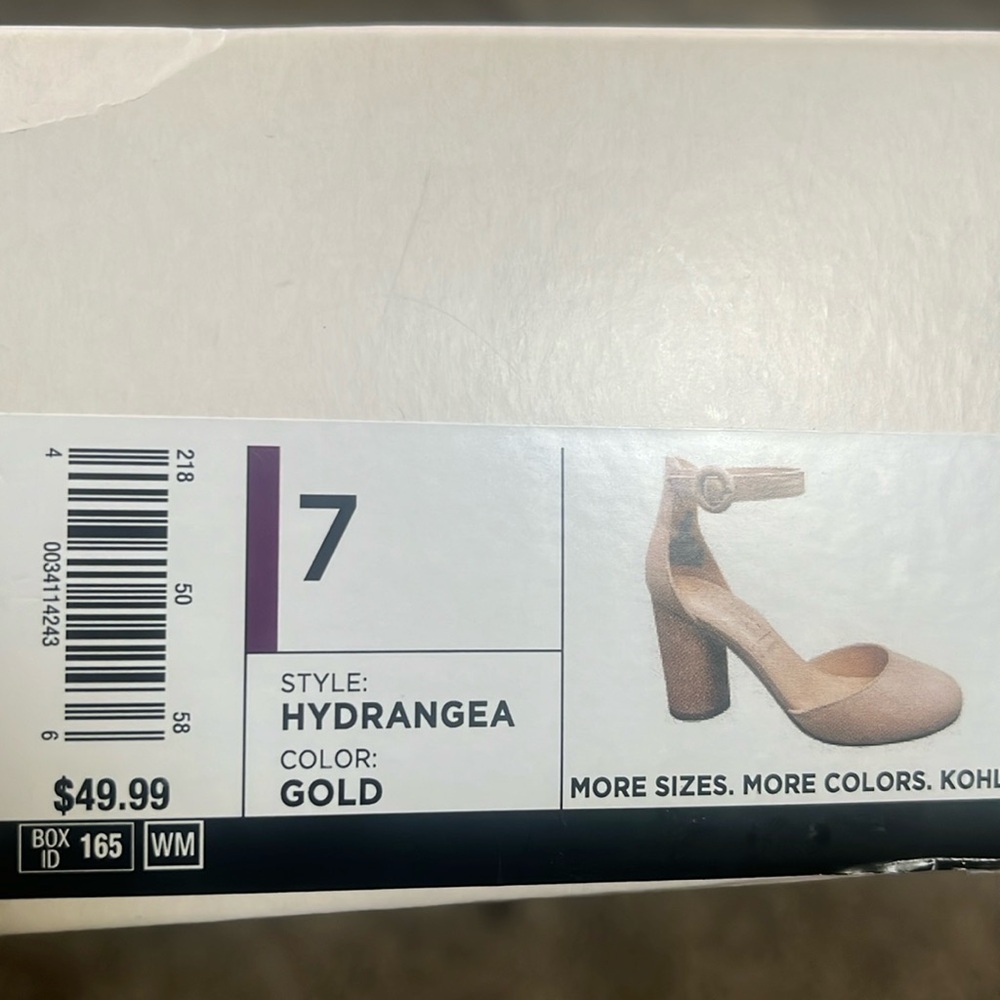 4 0034114243 6
218 50 58
$49.99
BOX ID 165 WM
7
STYLE:
HYDRANGEA
COLOR:
GOLD
MORE SIZES. MORE COLORS. KOHL